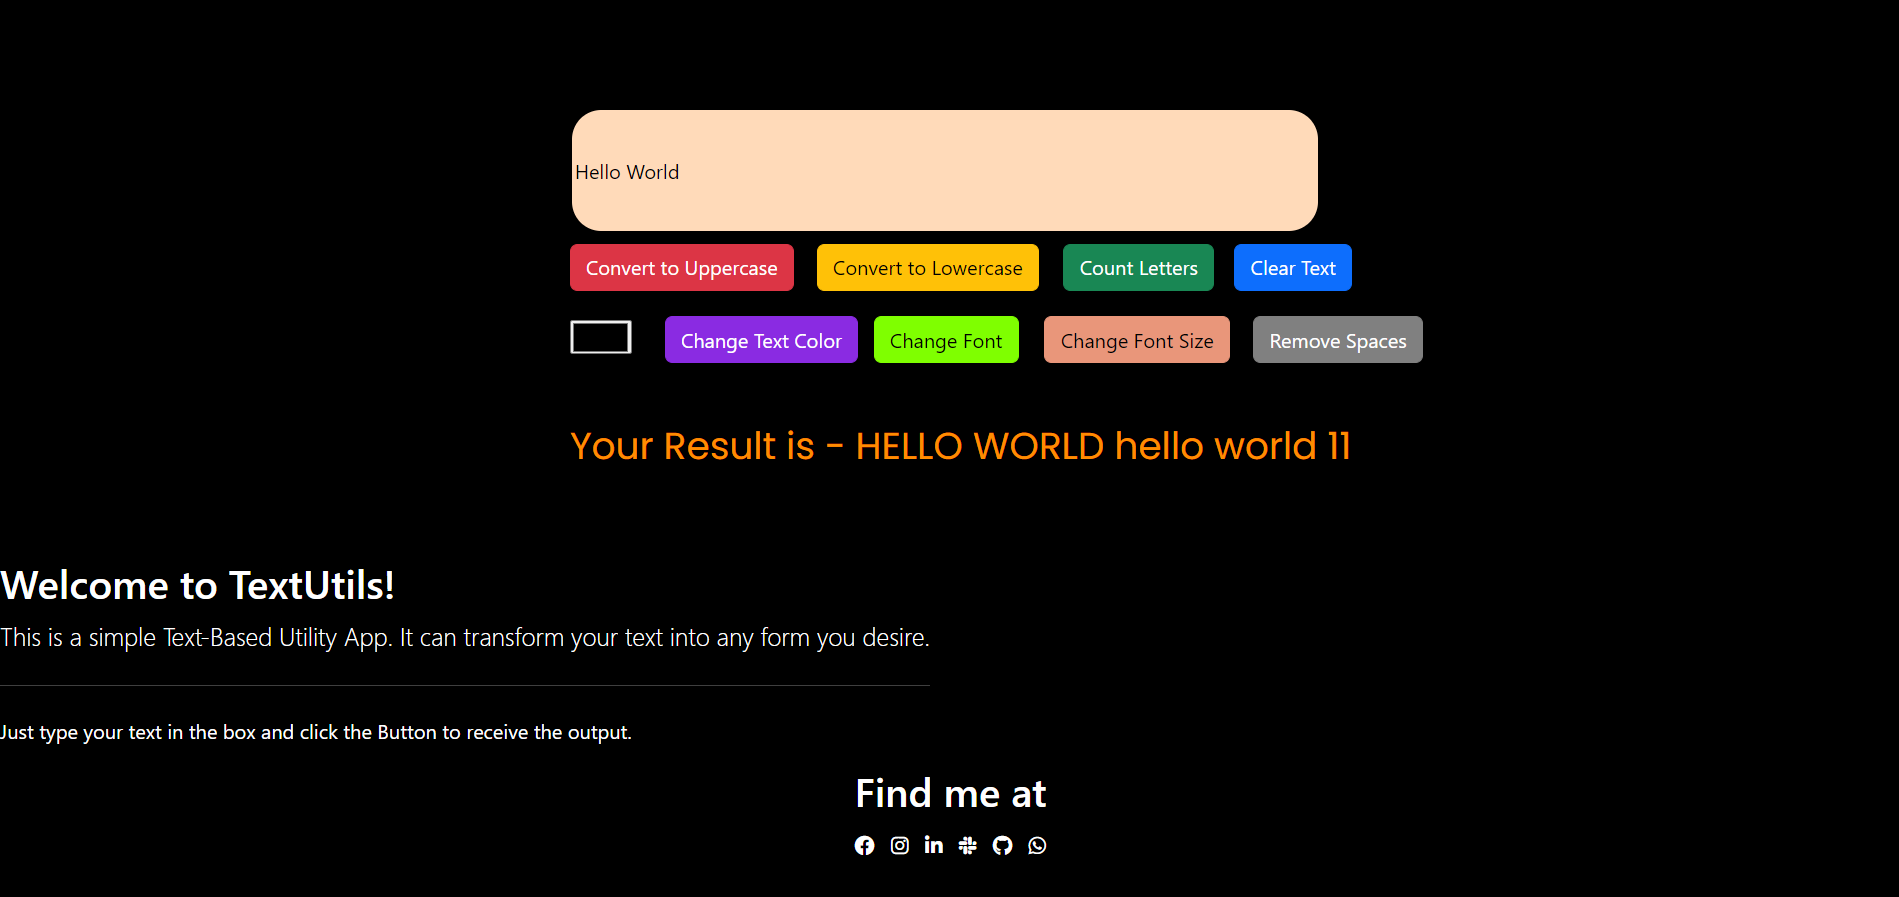 Hello World
Convert to Uppercase Convert to Lowercase Count Letters Clear Text
Change Text Color Change Font Change Font Size Remove Spaces
Your Result is - HELLO WORLD hello world 11
Welcome to TextUtils!
This is a simple Text-Based Utility App. It can transform your text into any form you desire.
Just type your text in the box and click the Button to receive the output.
Find me at